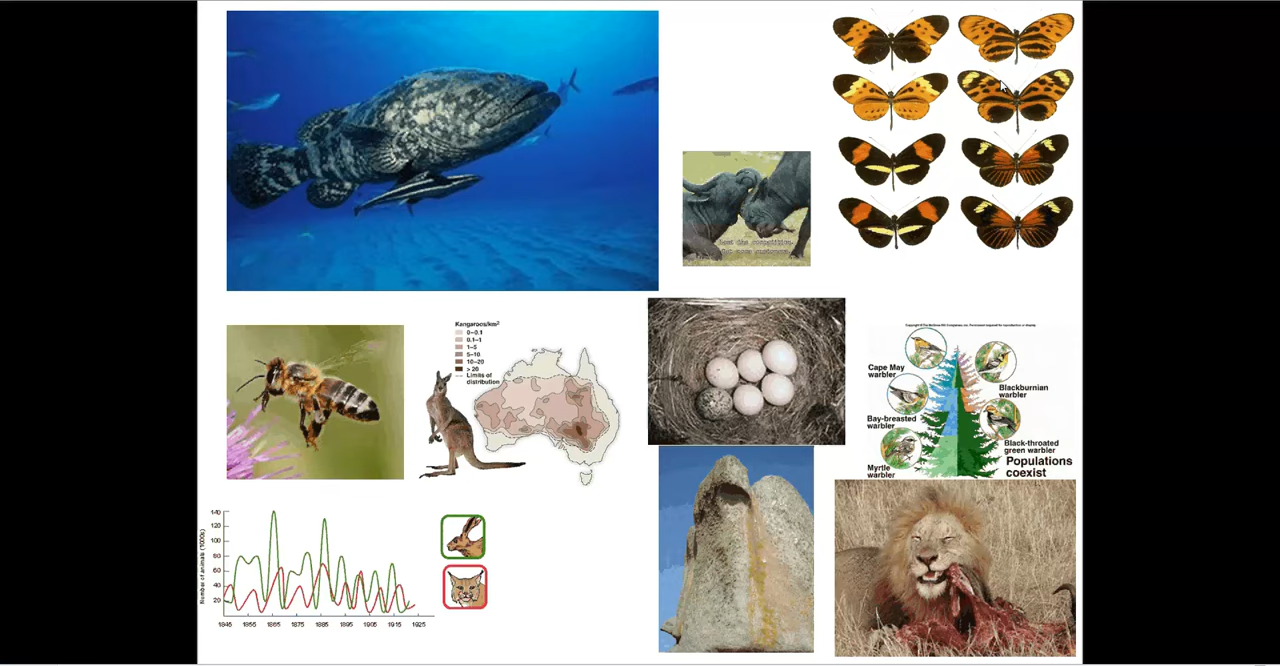 Kangaroos/km²
0–0.1
0.1–1
1–5
5–10
10–20
> 20
Limits of
distribution
Cape May
warbler
Blackburnian
warbler
Bay-breasted
warbler
Black-throated
green warbler
Myrtle
warbler
Populations
coexist
Number of animals (1000s)
140
120
100
80
60
40
20
1845
1855
1865
1875
1885
1895
1905
1915
1925